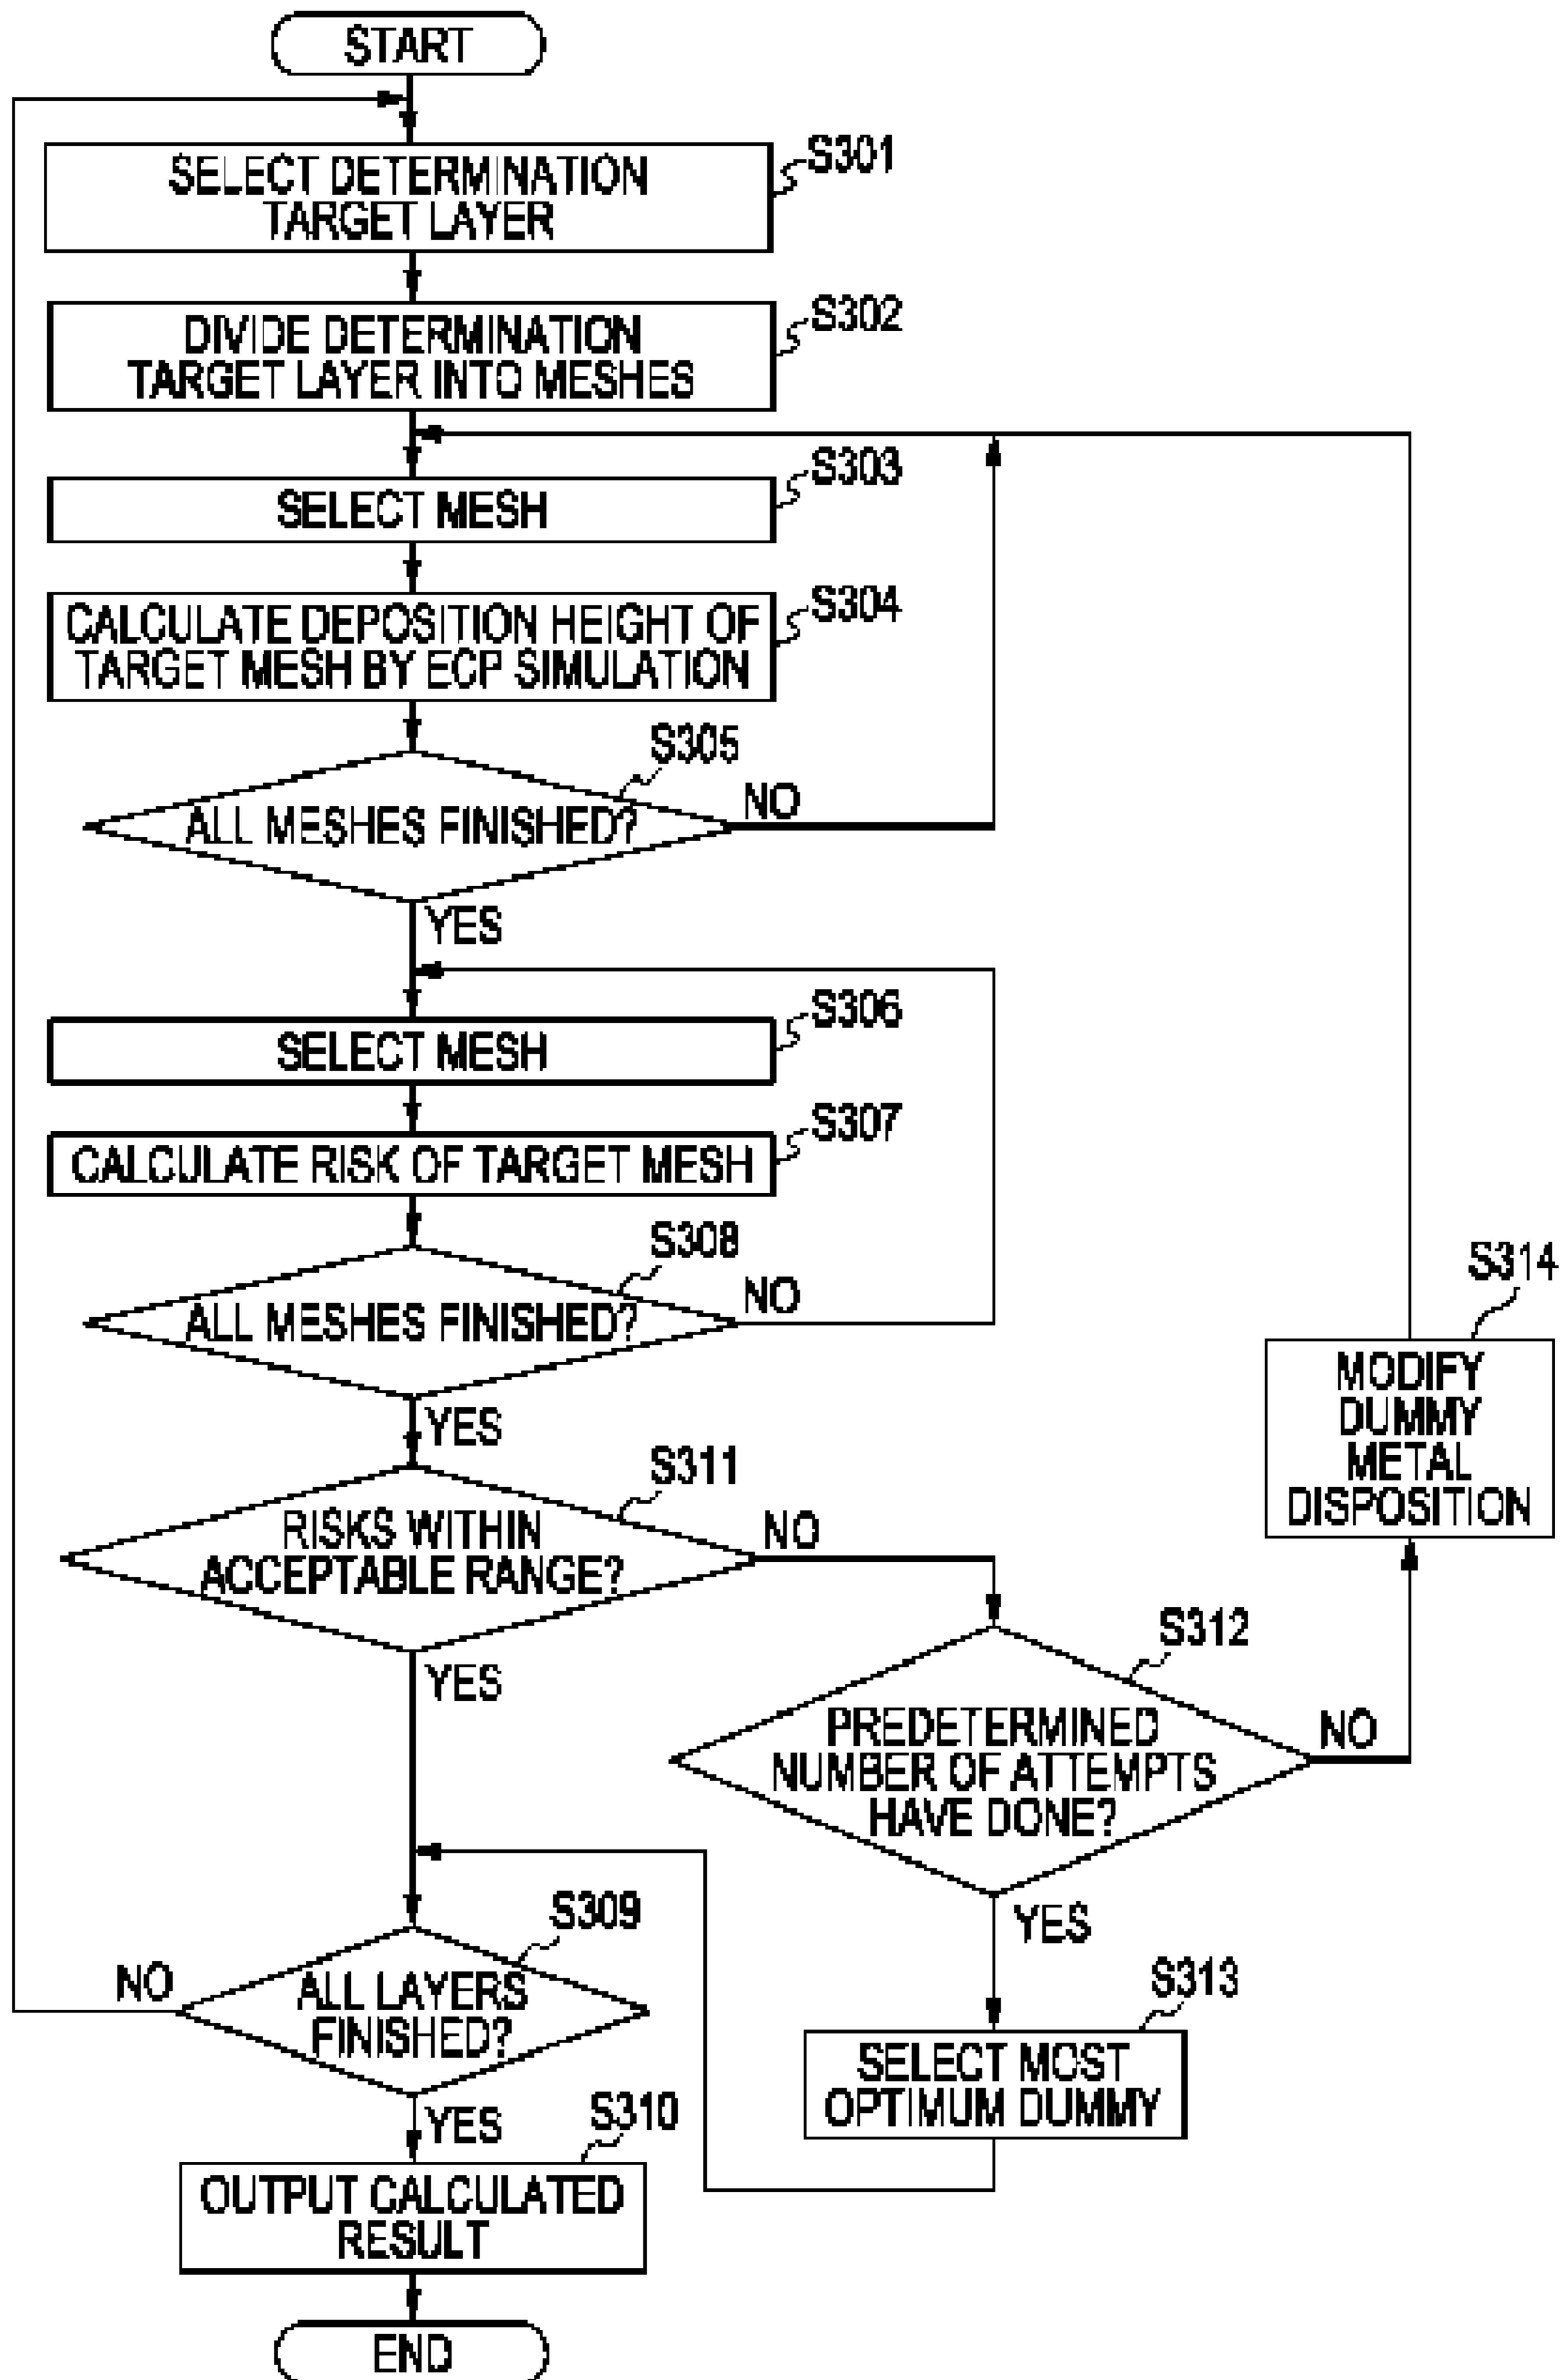 START
S301
SELECT DETERMINATION
TARGET LAYER
S302
DIVIDE DETERMINATION
TARGET LAYER INTO MESHES
S303
SELECT MESH
S304
CALCULATE DEPOSITION HEIGHT OF
TARGET MESH BY ECP SIMULATION
S305
ALL MESHES FINISHED?
NO
YES
S306
SELECT MESH
S307
CALCULATE RISK OF TARGET MESH
S308
ALL MESHES FINISHED?
NO
YES
S311
RISKS WITHIN
ACCEPTABLE RANGE?
NO
YES
S312
PREDETERMINED
NUMBER OF ATTEMPTS
HAVE DONE?
NO
YES
S314
MODIFY
DUMMY
METAL
DISPOSITION
S313
SELECT MOST
OPTIMUM DUMMY
S309
ALL LAYERS
FINISHED?
NO
YES
S310
OUTPUT CALCULATED
RESULT
END